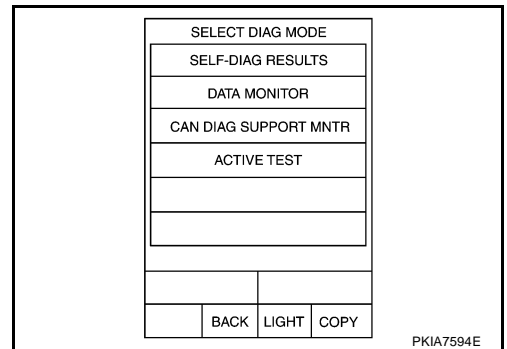 SELECT DIAG MODE
SELF-DIAG RESULTS
DATA MONITOR
CAN DIAG SUPPORT MNTR
ACTIVE TEST
BACK LIGHT COPY
PKIA7594E